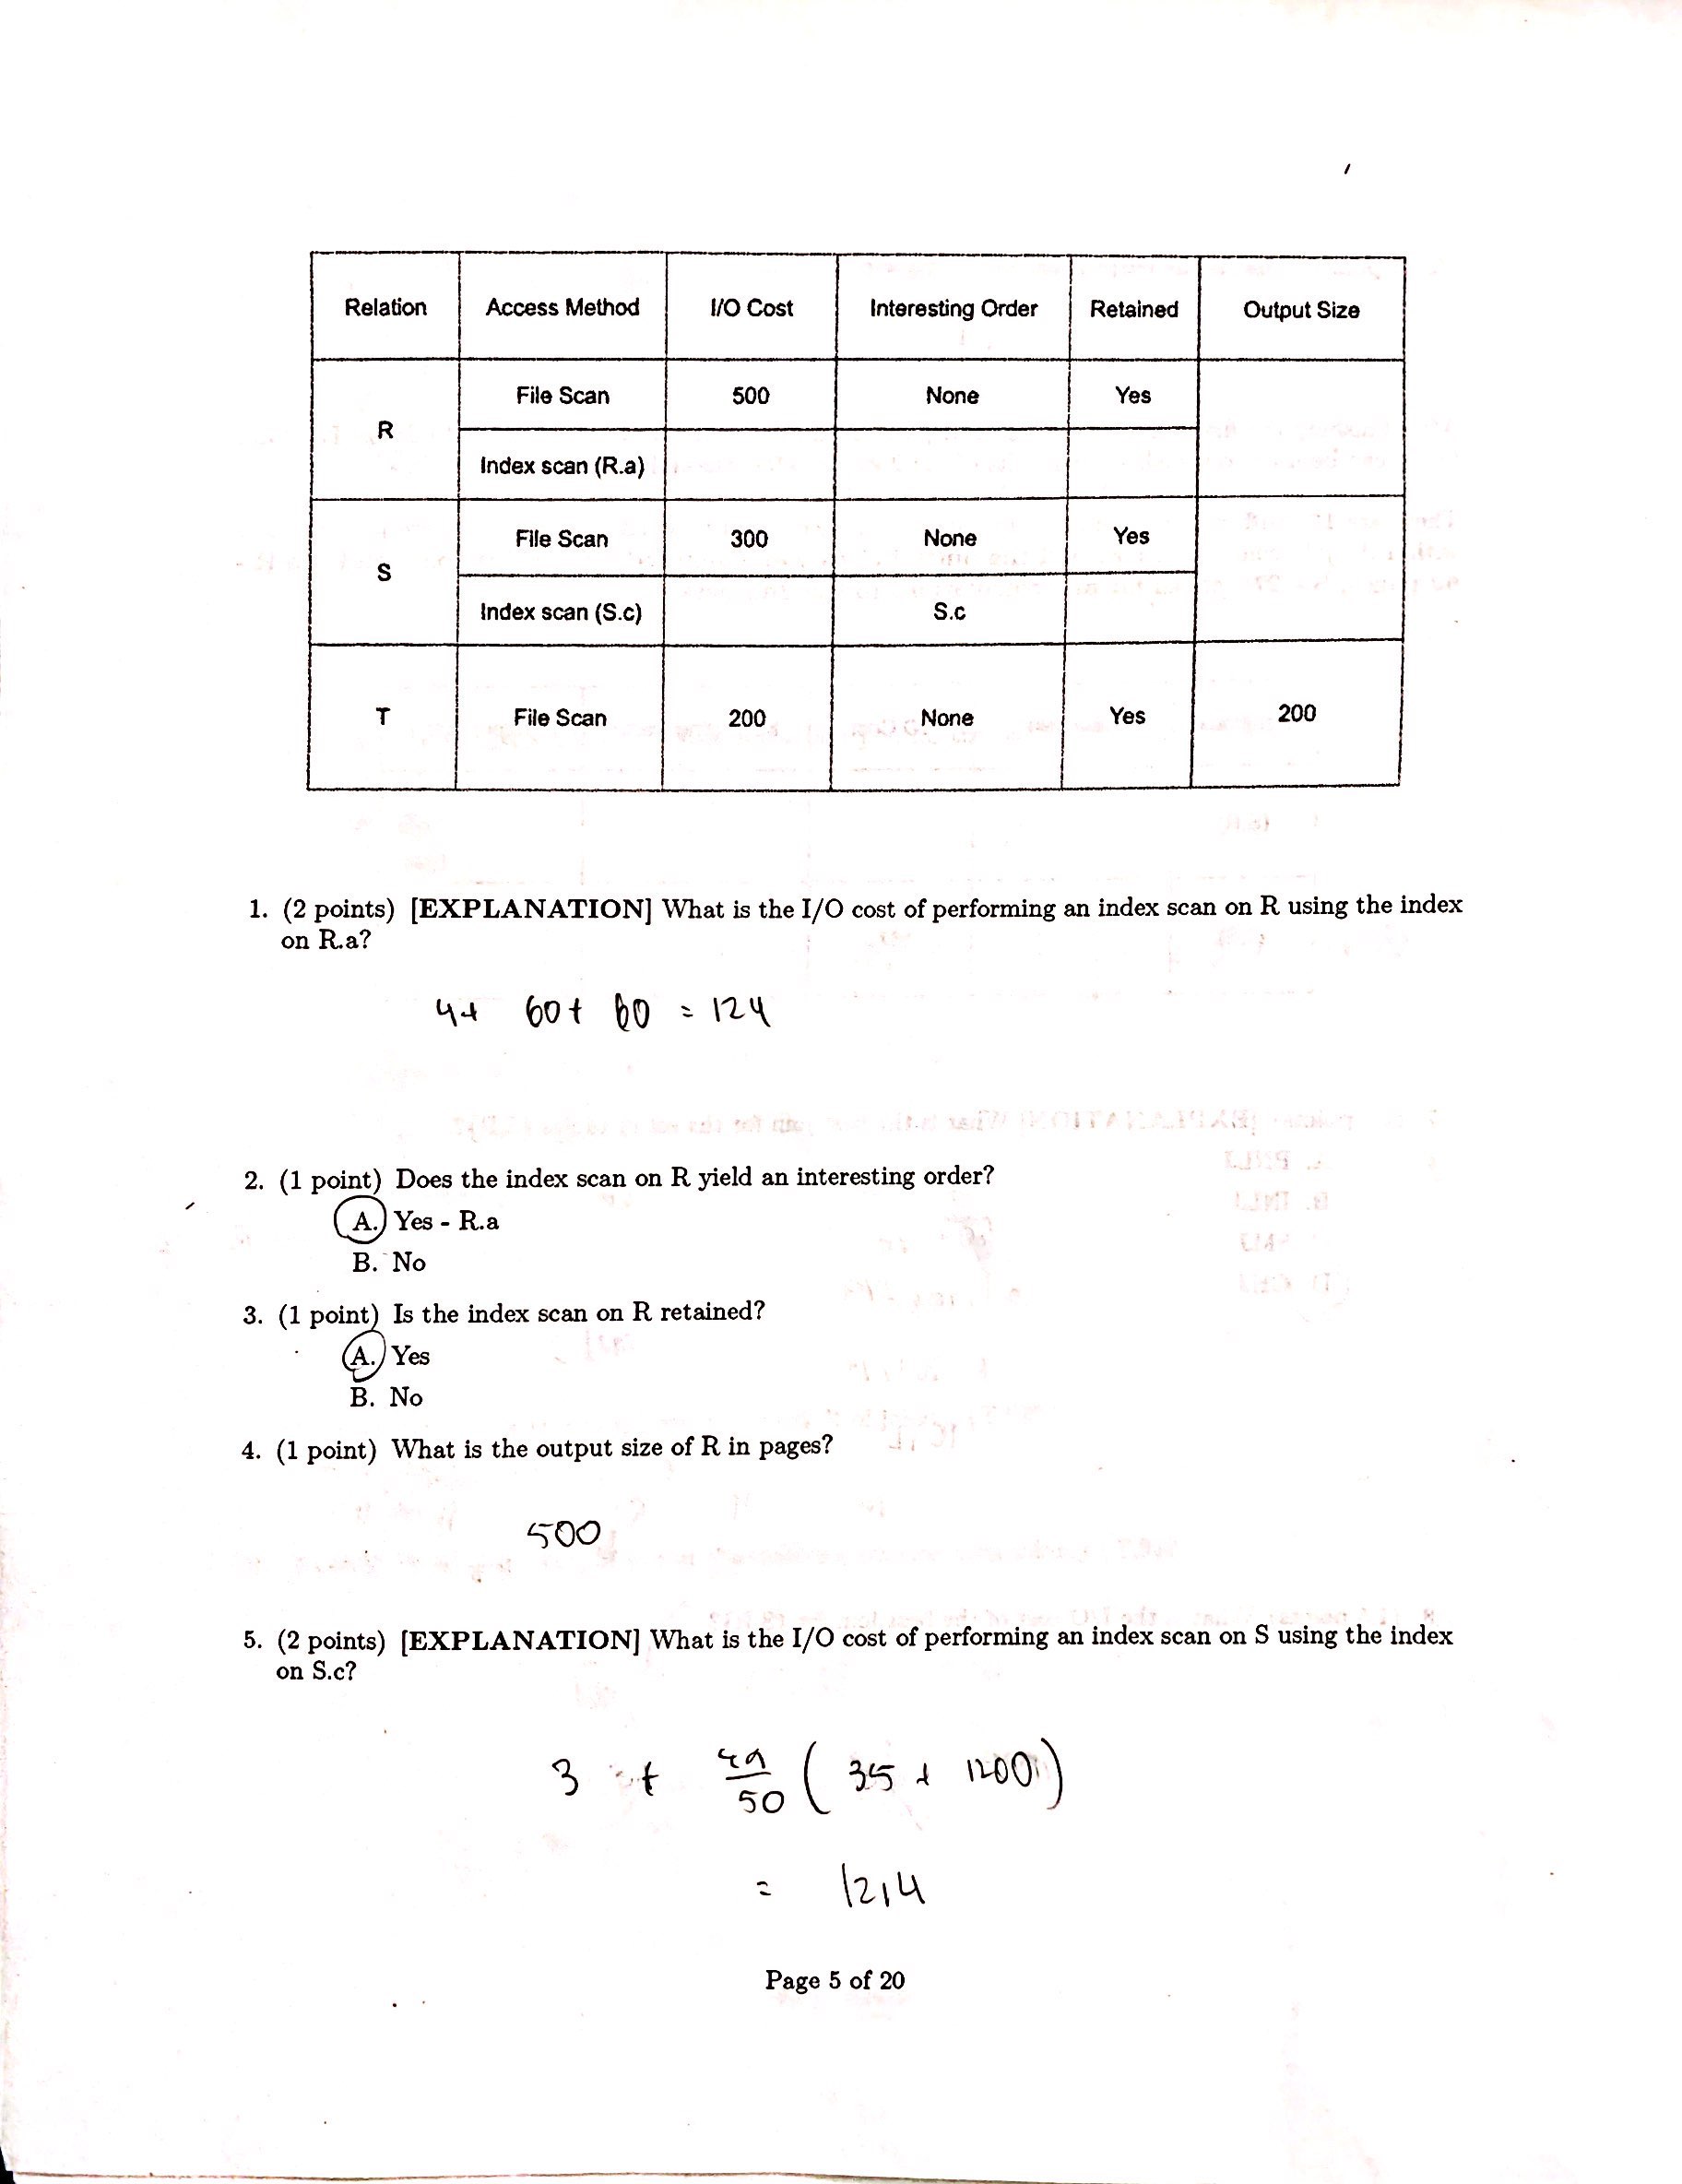 Relation Access Method I/O Cost Interesting Order Retained Output Size
R File Scan 500 None Yes
Index scan (R.a)
S File Scan 300 None Yes
Index scan (S.c) S.c
T File Scan 200 None Yes 200
1. (2 points) [EXPLANATION] What is the I/O cost of performing an index scan on R using the index
on R.a?
4+ 60+ 60 = 124
2. (1 point) Does the index scan on R yield an interesting order?
A. Yes - R.a
B. No
3. (1 point) Is the index scan on R retained?
A. Yes
B. No
4. (1 point) What is the output size of R in pages?
500
5. (2 points) [EXPLANATION] What is the I/O cost of performing an index scan on S using the index
on S.c?
3 + 49/50 ( 35 + 1200 )
= 1214
Page 5 of 20